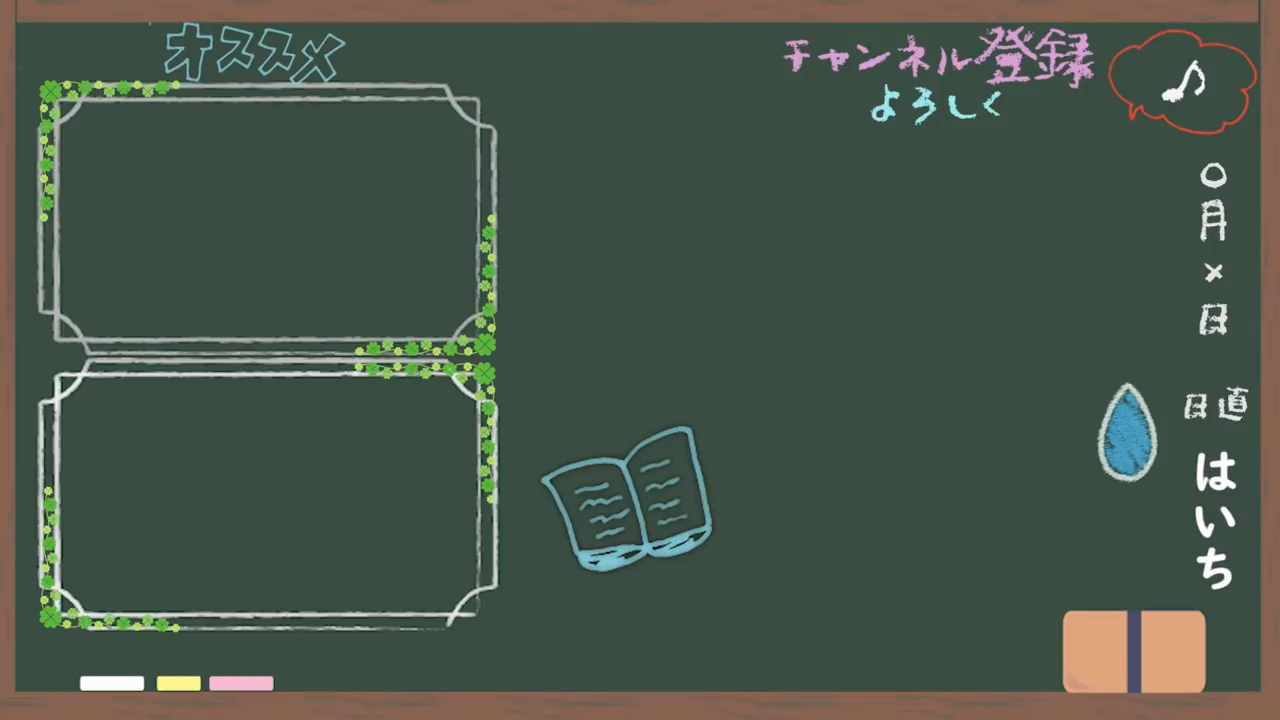 オススメ
チャンネル登録
よろしく
〇月×日
日直
はいち